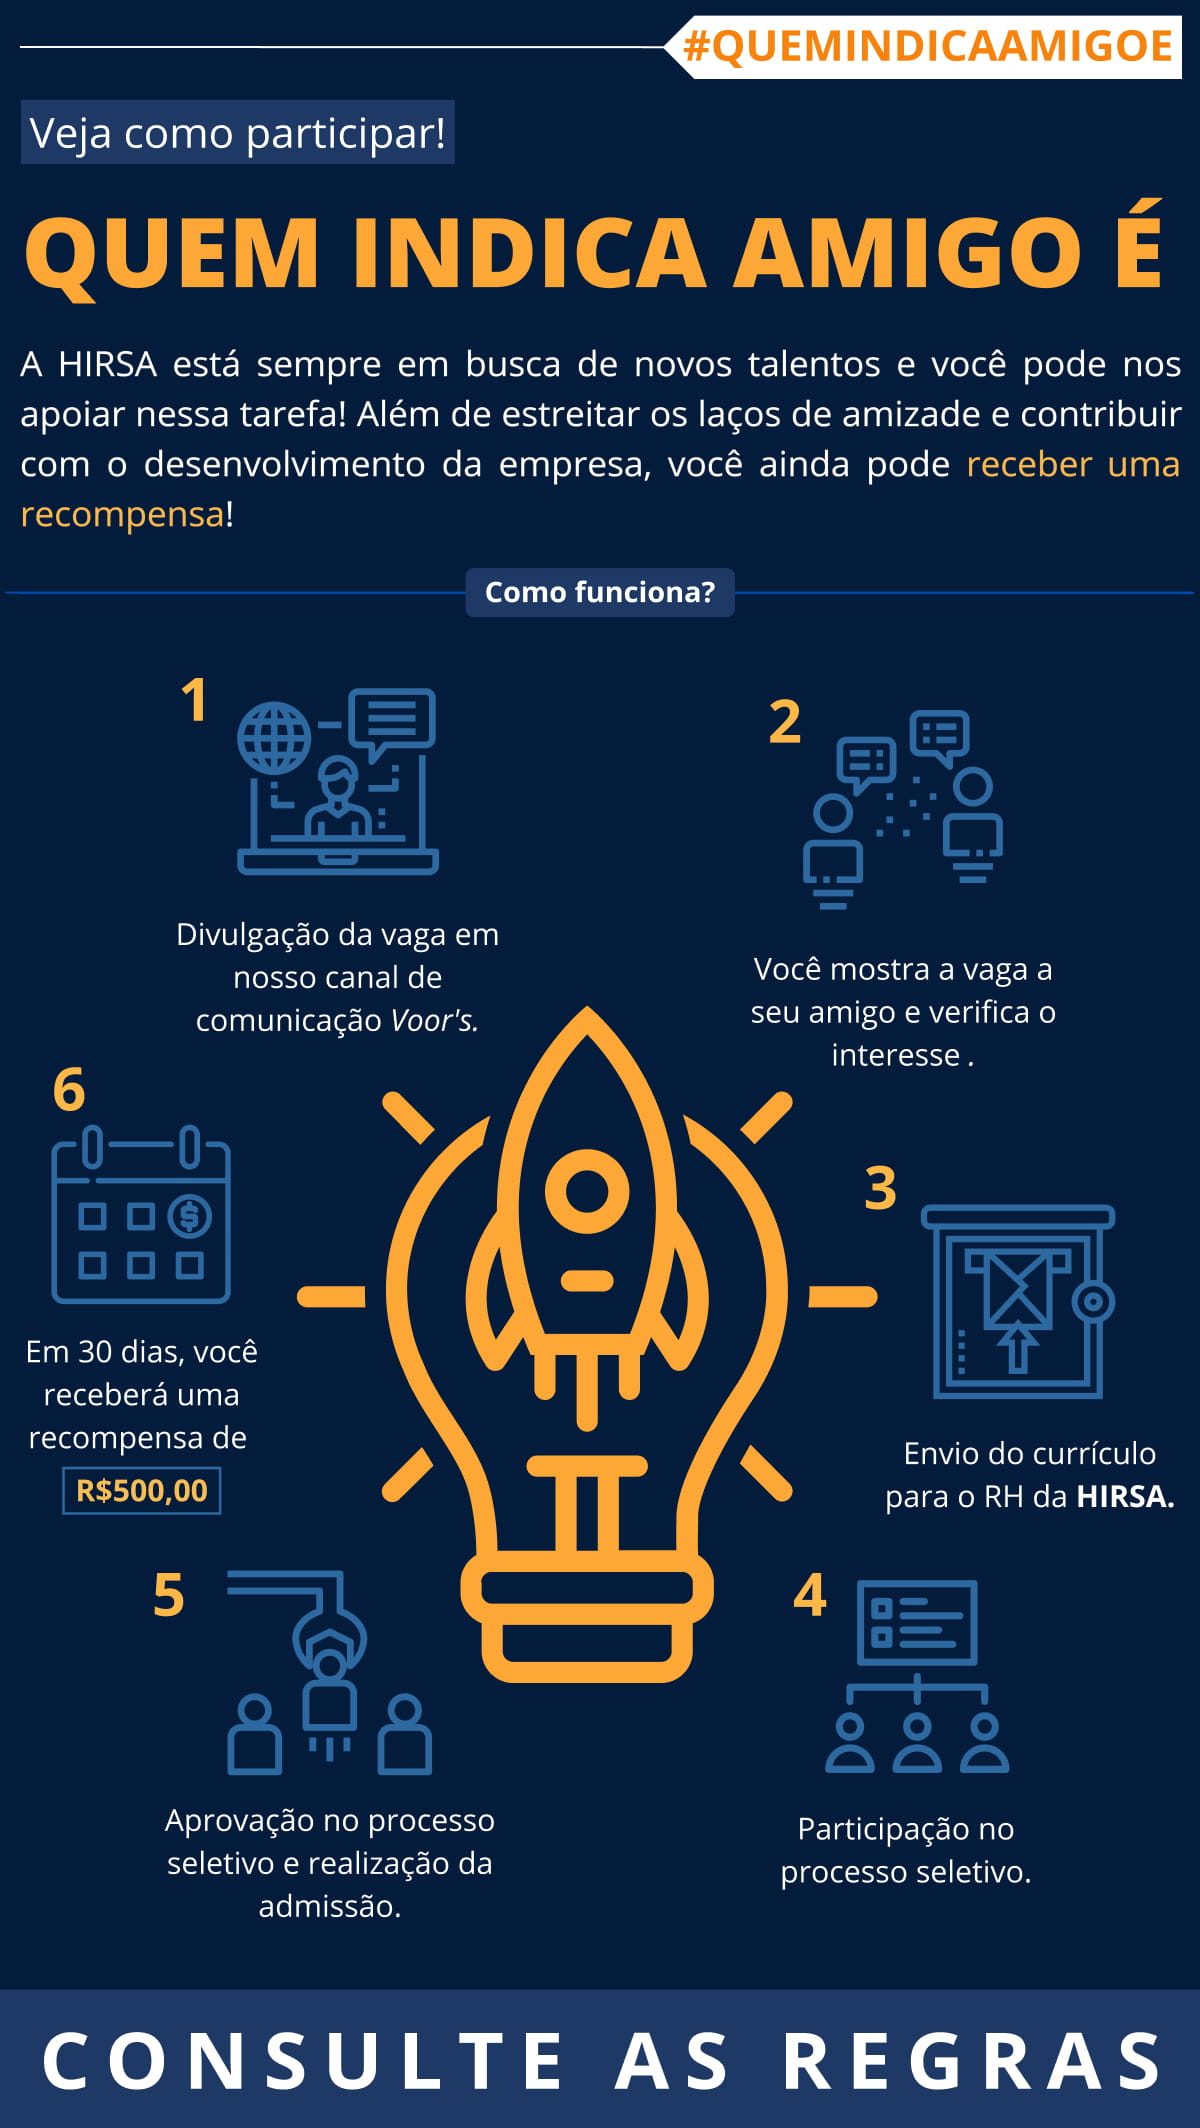 #QUEMINDICAAMIGOE
Veja como participar!
QUEM INDICA AMIGO É
A HIRSA está sempre em busca de novos talentos e você pode nos
apoiar nessa tarefa! Além de estreitar os laços de amizade e contribuir
com o desenvolvimento da empresa, você ainda pode receber uma
recompensa!
Como funciona?
1
Divulgação da vaga em
nosso canal de
comunicação Voor's.
2
Você mostra a vaga a
seu amigo e verifica o
interesse .
3
Envio do currículo
para o RH da HIRSA.
4
Participação no
processo seletivo.
5
Aprovação no processo
seletivo e realização da
admissão.
6
$
Em 30 dias, você
receberá uma
recompensa de
R$500,00
CONSULTE AS REGRAS